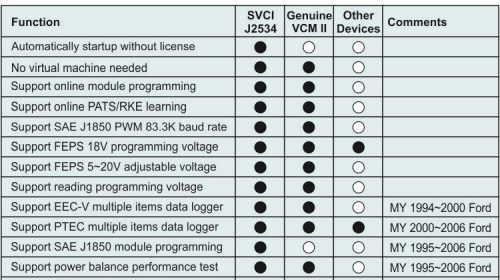 Function SVCI J2534 Genuine VCM II Other Devices Comments
Automatically startup without license
No virtual machine needed
Support online module programming
Support online PATS/RKE learning
Support SAE J1850 PWM 83.3K baud rate
Support FEPS 18V programming voltage
Support FEPS 5~20V adjustable voltage
Support reading programming voltage
Support EEC-V multiple items data logger MY 1994~2000 Ford
Support PTEC multiple items data logger MY 2000~2006 Ford
Support SAE J1850 module programming MY 1995~2006 Ford
Support power balance performance test MY 1995~2006 Ford